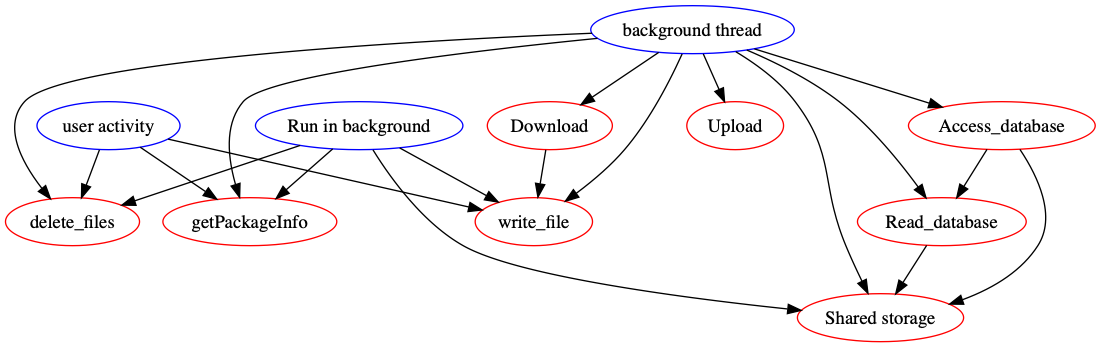 background thread
user activity
Run in background
Download
Upload
Access_database
delete_files
getPackageInfo
write_file
Read_database
Shared storage